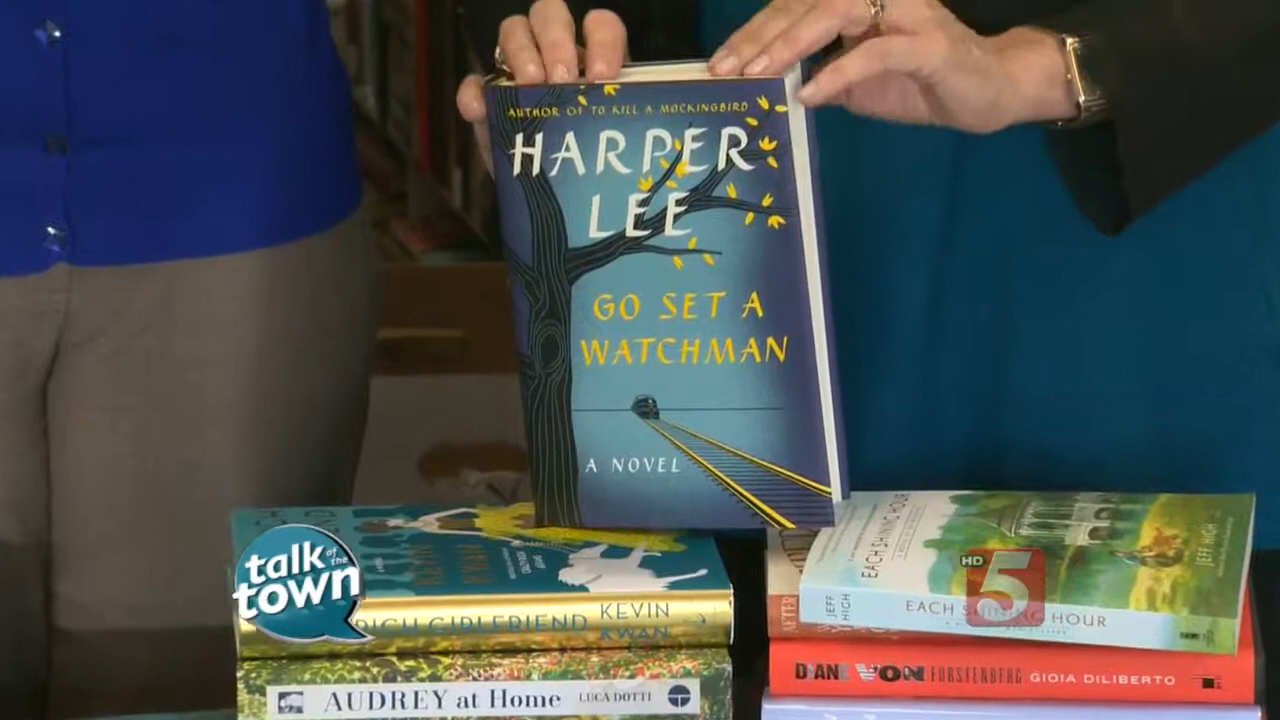 AUTHOR OF TO KILL A MOCKINGBIRD
HARPER
LEE
GO SET A
WATCHMAN
A NOVEL
talk of the
town
RICH GIRLFRIEND KEVIN
KWAN
AUDREY at Home LUCA DOTTI
EACH SHINING HOUR
JEFF HIGH
HD 5
JEFF
HIGH
EACH SHINING HOUR
AFTER
DIANE VON FURSTENBERG GIOIA DILIBERTO